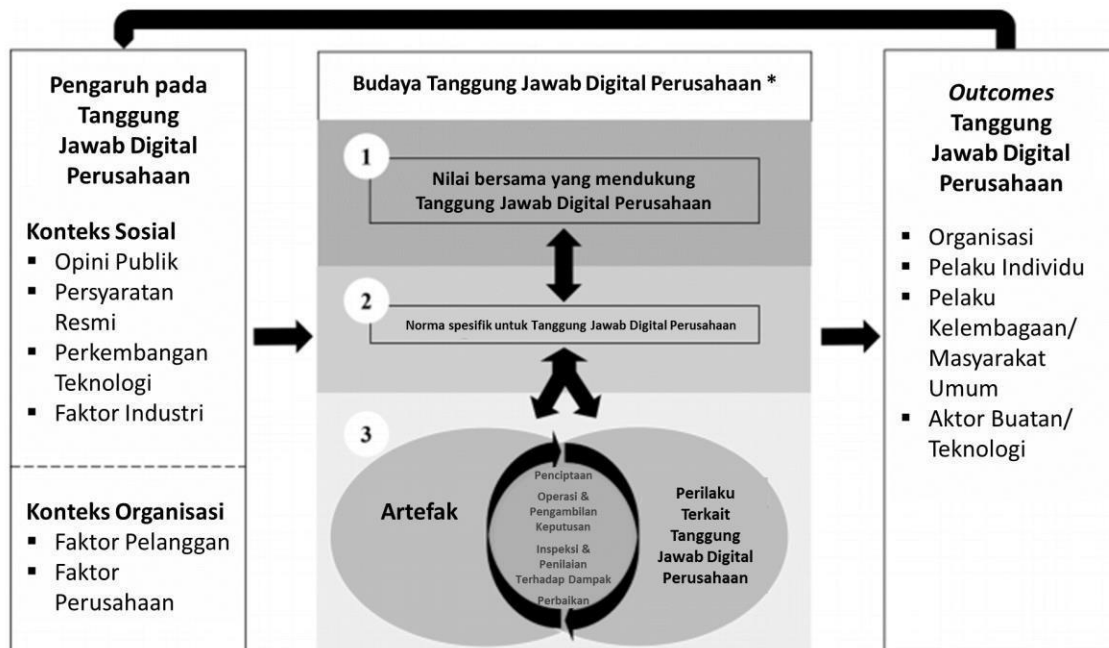 Pengaruh pada
Tanggung
Jawab Digital
Perusahaan
Konteks Sosial
▪ Opini Publik
▪ Persyaratan
Resmi
▪ Perkembangan
Teknologi
▪ Faktor Industri
Konteks Organisasi
▪ Faktor Pelanggan
▪ Faktor
Perusahaan
Budaya Tanggung Jawab Digital Perusahaan *
1
Nilai bersama yang mendukung
Tanggung Jawab Digital Perusahaan
2
Norma spesifik untuk Tanggung Jawab Digital Perusahaan
3
Artefak
Penciptaan
Operasi &
Pengambilan
Keputusan
Inspeksi &
Penilaian
Terhadap Dampak
Perbaikan
Perilaku
Terkait
Tanggung
Jawab Digital
Perusahaan
Outcomes
Tanggung
Jawab Digital
Perusahaan
▪ Organisasi
▪ Pelaku Individu
▪ Pelaku
Kelembagaan/
Masyarakat
Umum
▪ Aktor Buatan/
Teknologi